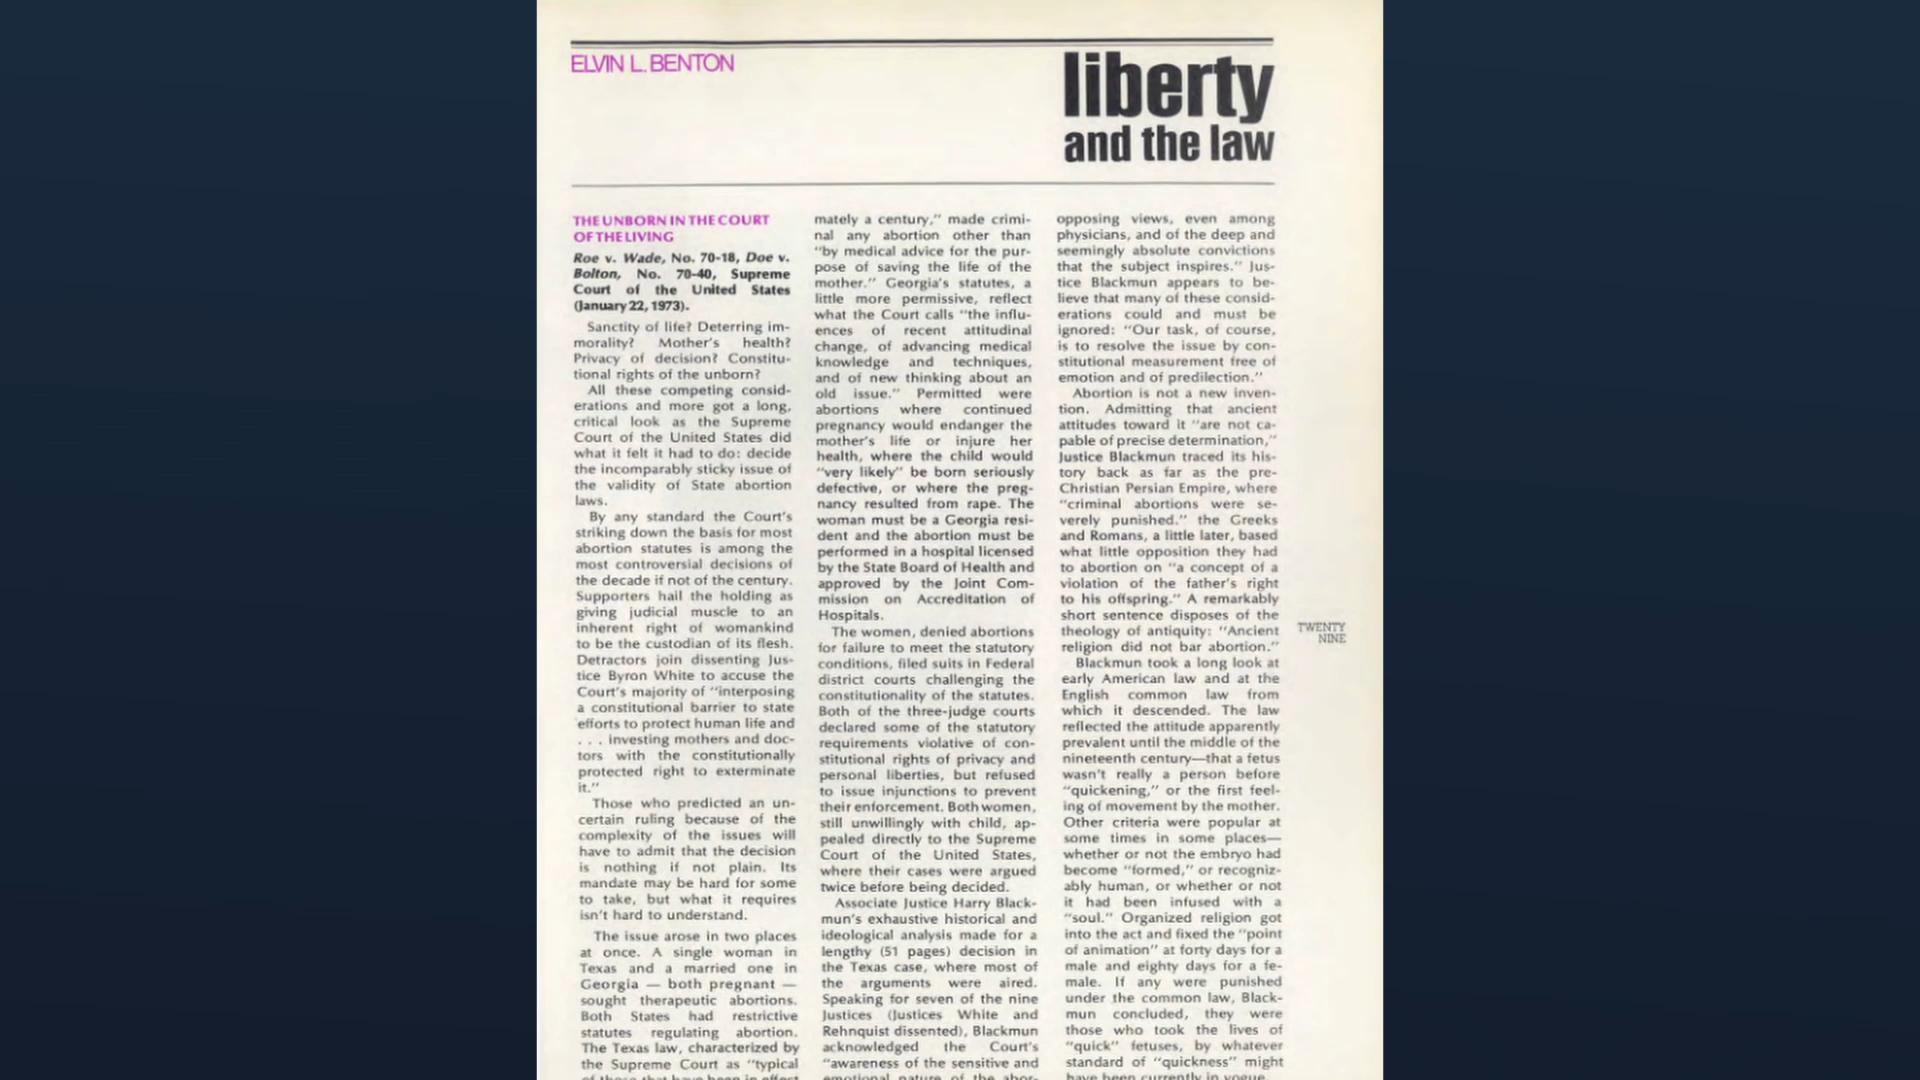 ELVIN L. BENTON
liberty
and the law
THE UNBORN IN THE COURT
OF THE LIVING
Roe v. Wade, No. 70-18, Doe v.
Bolton, No. 70-40, Supreme
Court of the United States
(January 22, 1973).
Sanctity of life? Deterring im-
morality? Mother's health?
Privacy of decision? Constitu-
tional rights of the unborn?
All these competing consid-
erations and more got a long,
critical look as the Supreme
Court of the United States did
what it felt it had to do: decide
the incomparably sticky issue of
the validity of State abortion
laws.
By any standard the Court's
striking down the basis for most
abortion statutes is among the
most controversial decisions of
the decade if not of the century.
Supporters hail the holding as
giving judicial muscle to an
inherent right of womankind
to be the custodian of its flesh.
Detractors join dissenting Jus-
tice Byron White to accuse the
Court's majority of "interposing
a constitutional barrier to state
efforts to protect human life and
. . . investing mothers and doc-
tors with the constitutionally
protected right to exterminate
it."
Those who predicted an un-
certain ruling because of the
complexity of the issues will
have to admit that the decision
is nothing if not plain. Its
mandate may be hard for some
to take, but what it requires
isn't hard to understand.
The issue arose in two places
at once. A single woman in
Texas and a married one in
Georgia — both pregnant —
sought therapeutic abortions.
Both States had restrictive
statutes regulating abortion.
The Texas law, characterized by
the Supreme Court as "typical
of those that have been in effect
mately a century," made crimi-
nal any abortion other than
"by medical advice for the pur-
pose of saving the life of the
mother." Georgia's statutes, a
little more permissive, reflect
what the Court calls "the influ-
ences of recent attitudinal
change, of advancing medical
knowledge and techniques,
and of new thinking about an
old issue." Permitted were
abortions where continued
pregnancy would endanger the
mother's life or injure her
health, where the child would
"very likely" be born seriously
defective, or where the preg-
nancy resulted from rape. The
woman must be a Georgia resi-
dent and the abortion must be
performed in a hospital licensed
by the State Board of Health and
approved by the Joint Com-
mission on Accreditation of
Hospitals.
The women, denied abortions
for failure to meet the statutory
conditions, filed suits in Federal
district courts challenging the
constitutionality of the statutes.
Both of the three-judge courts
declared some of the statutory
requirements violative of con-
stitutional rights of privacy and
personal liberties, but refused
to issue injunctions to prevent
their enforcement. Both women,
still unwillingly with child, ap-
pealed directly to the Supreme
Court of the United States,
where their cases were argued
twice before being decided.
Associate Justice Harry Black-
mun's exhaustive historical and
ideological analysis made for a
lengthy (51 pages) decision in
the Texas case, where most of
the arguments were aired.
Speaking for seven of the nine
Justices (Justices White and
Rehnquist dissented), Blackmun
acknowledged the Court's
"awareness of the sensitive and
emotional nature of the abor-
opposing views, even among
physicians, and of the deep and
seemingly absolute convictions
that the subject inspires." Jus-
tice Blackmun appears to be-
lieve that many of these consid-
erations could and must be
ignored: "Our task, of course,
is to resolve the issue by con-
stitutional measurement free of
emotion and of predilection."
Abortion is not a new inven-
tion. Admitting that ancient
attitudes toward it "are not ca-
pable of precise determination,"
Justice Blackmun traced its his-
tory back as far as the pre-
Christian Persian Empire, where
"criminal abortions were se-
verely punished." the Greeks
and Romans, a little later, based
what little opposition they had
to abortion on "a concept of a
violation of the father's right
to his offspring." A remarkably
short sentence disposes of the
theology of antiquity: "Ancient
religion did not bar abortion."
Blackmun took a long look at
early American law and at the
English common law from
which it descended. The law
reflected the attitude apparently
prevalent until the middle of the
nineteenth century—that a fetus
wasn't really a person before
"quickening," or the first feel-
ing of movement by the mother.
Other criteria were popular at
some times in some places—
whether or not the embryo had
become "formed," or recogniz-
ably human, or whether or not
it had been infused with a
"soul." Organized religion got
into the act and fixed the "point
of animation" at forty days for a
male and eighty days for a fe-
male. If any were punished
under the common law, Black-
mun concluded, they were
those who took the lives of
"quick" fetuses, by whatever
standard of "quickness" might
have been currently in vogue.
TWENTY
NINE